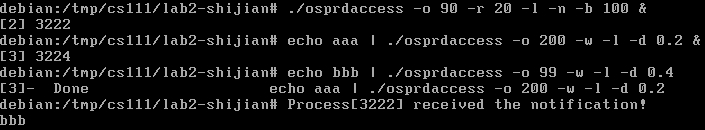 debian:/tmp/cs111/lab2-shijian# ./osprdaccess -o 90 -r 20 -l -n -b 100 &
[2] 3222
debian:/tmp/cs111/lab2-shijian# echo aaa | ./osprdaccess -o 200 -w -l -d 0.2 &
[3] 3224
debian:/tmp/cs111/lab2-shijian# echo bbb | ./osprdaccess -o 99 -w -l -d 0.4
[3]-  Done                    echo aaa | ./osprdaccess -o 200 -w -l -d 0.2
debian:/tmp/cs111/lab2-shijian# Process[3222] received the notification!
bbb